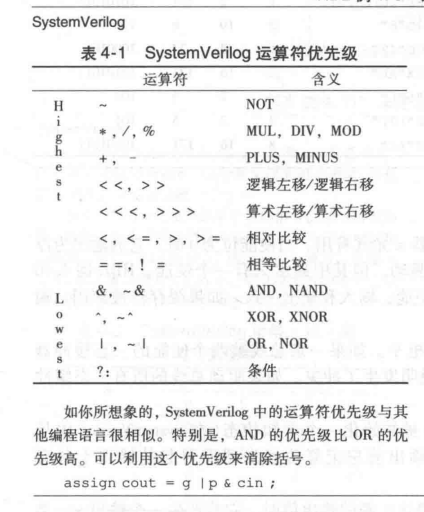 SystemVerilog
表 4-1 SystemVerilog 运算符优先级
运算符 含义
Highest
~ NOT
*, /, % MUL, DIV, MOD
+, - PLUS, MINUS
<<, >> 逻辑左移/逻辑右移
<<<, >>> 算术左移/算术右移
<, <=, >, >= 相对比较
==, != 相等比较
&, ~& AND, NAND
^, ~^ XOR, XNOR
|, ~| OR, NOR
?: 条件
Lowest
如你所想象的, SystemVerilog 中的运算符优先级与其
他编程语言很相似。特别是, AND 的优先级比 OR 的优
先级高。可以利用这个优先级来消除括号。
assign cout = g |p & cin ;